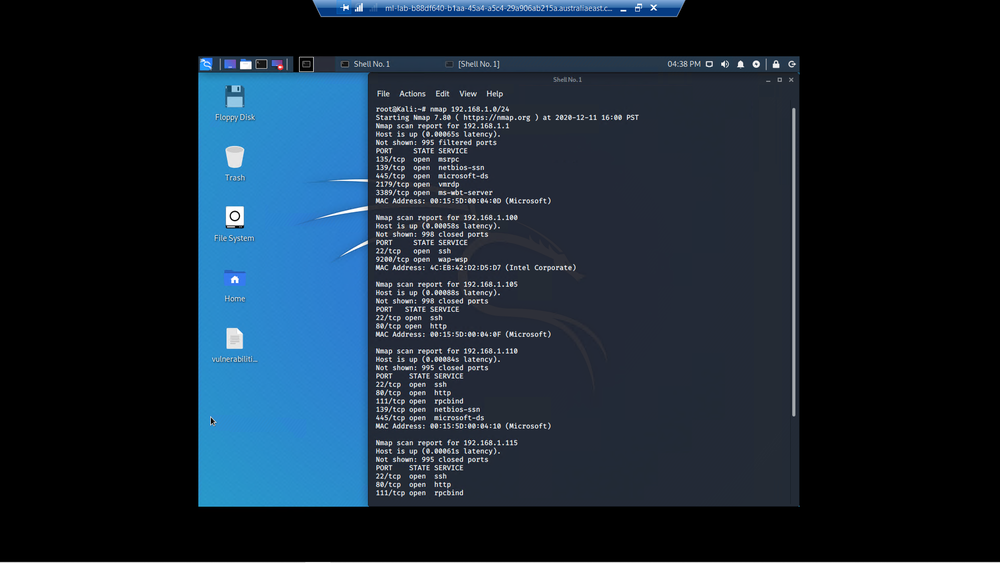 ml-lab-b88df640-b1aa-45a4-a5c4-29a906ab215a.australiaeast.c...
Shell No. 1
[Shell No. 1]
04:38 PM
Floppy Disk
Trash
File System
Home
vulnerabiliti...
Shell No. 1
File Actions Edit View Help
root@Kali:~# nmap 192.168.1.0/24
Starting Nmap 7.80 ( https://nmap.org ) at 2020-12-11 16:00 PST
Nmap scan report for 192.168.1.1
Host is up (0.00065s latency).
Not shown: 995 filtered ports
PORT     STATE SERVICE
135/tcp  open  msrpc
139/tcp  open  netbios-ssn
445/tcp  open  microsoft-ds
2179/tcp open  vmrdp
3389/tcp open  ms-wbt-server
MAC Address: 00:15:5D:00:04:0D (Microsoft)
Nmap scan report for 192.168.1.100
Host is up (0.00058s latency).
Not shown: 998 closed ports
PORT     STATE SERVICE
22/tcp   open  ssh
9200/tcp open  wap-wsp
MAC Address: 4C:EB:42:D2:D5:D7 (Intel Corporate)
Nmap scan report for 192.168.1.105
Host is up (0.00088s latency).
Not shown: 998 closed ports
PORT   STATE SERVICE
22/tcp open  ssh
80/tcp open  http
MAC Address: 00:15:5D:00:04:0F (Microsoft)
Nmap scan report for 192.168.1.110
Host is up (0.00084s latency).
Not shown: 995 closed ports
PORT    STATE SERVICE
22/tcp  open  ssh
80/tcp  open  http
111/tcp open  rpcbind
139/tcp open  netbios-ssn
445/tcp open  microsoft-ds
MAC Address: 00:15:5D:00:04:10 (Microsoft)
Nmap scan report for 192.168.1.115
Host is up (0.00061s latency).
Not shown: 995 closed ports
PORT    STATE SERVICE
22/tcp  open  ssh
80/tcp  open  http
111/tcp open  rpcbind